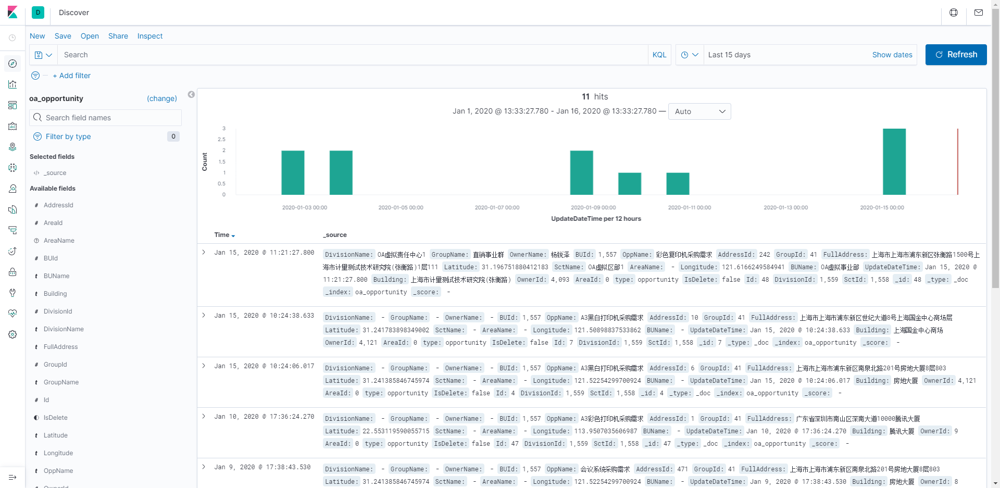 D
Discover
New Save Open Share Inspect
Search
KQL
Last 15 days
Show dates
Refresh
+ Add filter
oa_opportunity
(change)
Search field names
Filter by type
0
Selected fields
_source
Available fields
# AddressId
# AreaId
AreaName
# BUId
t BUName
t Building
# DivisionId
t DivisionName
t FullAddress
# GroupId
t GroupName
# Id
IsDelete
t Latitude
t Longitude
t OppName
11 hits
Jan 1, 2020 @ 13:33:27.780 - Jan 16, 2020 @ 13:33:27.780 —
Auto
3
2.5
2
1.5
1
0.5
0
Count
2020-01-03 00:00
2020-01-05 00:00
2020-01-07 00:00
2020-01-09 00:00
2020-01-11 00:00
2020-01-13 00:00
2020-01-15 00:00
UpdateDateTime per 12 hours
Time
_source
Jan 15, 2020 @ 11:21:27.800
DivisionName: OA虚拟责任中心1 GroupName: 直销事业群 OwnerName: 杨锐泽 BUId: 1,557 OppName: 彩色复印机采购需求 AddressId: 242 GroupId: 41 FullAddress: 上海市上海市浦东新区张衡路1500号上
海市计量测试技术研究院(张衡路)1层111 Latitude: 31.196751880412183 SctName: OA虚拟区部1 AreaName: - Longitude: 121.6166249584941 BUName: OA虚拟事业部 UpdateDateTime: Jan 15, 2020 @
11:21:27.800 Building: 上海市计量测试技术研究院(张衡路) OwnerId: 4,093 AreaId: 0 type: opportunity IsDelete: false Id: 48 DivisionId: 1,559 SctId: 1,558 _id: 48 _type: _doc
_index: oa_opportunity _score: -
Jan 15, 2020 @ 10:24:38.633
DivisionName: - GroupName: - OwnerName: - BUId: 1,557 OppName: A3黑白打印机采购需求 AddressId: 10 GroupId: 41 FullAddress: 上海市上海市浦东新区世纪大道8号上海国金中心商场层
Latitude: 31.241783898349002 SctName: - AreaName: - Longitude: 121.50898837533862 BUName: - UpdateDateTime: Jan 15, 2020 @ 10:24:38.633 Building: 上海国金中心商场
OwnerId: 4,121 AreaId: 0 type: opportunity IsDelete: false Id: 7 DivisionId: 1,559 SctId: 1,558 _id: 7 _type: _doc _index: oa_opportunity _score: -
Jan 15, 2020 @ 10:24:06.017
DivisionName: - GroupName: - OwnerName: - BUId: 1,557 OppName: A3黑白打印机采购需求 AddressId: 6 GroupId: 41 FullAddress: 上海市上海市浦东新区南泉北路201号房地大厦8层803
Latitude: 31.241385846745974 SctName: - AreaName: - Longitude: 121.52254299700924 BUName: - UpdateDateTime: Jan 15, 2020 @ 10:24:06.017 Building: 房地大厦 OwnerId: 4,121
AreaId: 0 type: opportunity IsDelete: false Id: 4 DivisionId: 1,559 SctId: 1,558 _id: 4 _type: _doc _index: oa_opportunity _score: -
Jan 10, 2020 @ 17:36:24.270
DivisionName: - GroupName: - OwnerName: - BUId: 1,557 OppName: A3彩色打印机采购需求 AddressId: 1 GroupId: 41 FullAddress: 广东省深圳市南山区深南大道10000腾讯大厦
Latitude: 22.553119590055715 SctName: - AreaName: - Longitude: 113.9507035606987 BUName: - UpdateDateTime: Jan 10, 2020 @ 17:36:24.270 Building: 腾讯大厦 OwnerId: 9
AreaId: 0 type: opportunity IsDelete: false Id: 47 DivisionId: 1,559 SctId: 1,558 _id: 47 _type: _doc _index: oa_opportunity _score: -
Jan 9, 2020 @ 17:38:43.530
DivisionName: - GroupName: - OwnerName: - BUId: 1,557 OppName: 会议系统采购需求 AddressId: 471 GroupId: 41 FullAddress: 上海市上海市浦东新区南泉北路201号房地大厦8层803
Latitude: 31.241385846745974 SctName: - AreaName: - Longitude: 121.52254299700924 BUName: - UpdateDateTime: Jan 9, 2020 @ 17:38:43.530 Building: 房地大厦 OwnerId: 8